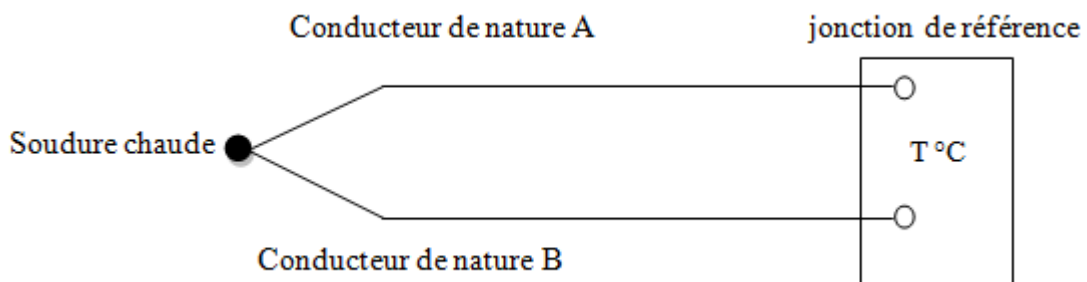 Conducteur de nature A
jonction de référence
Soudure chaude
T °C
Conducteur de nature B